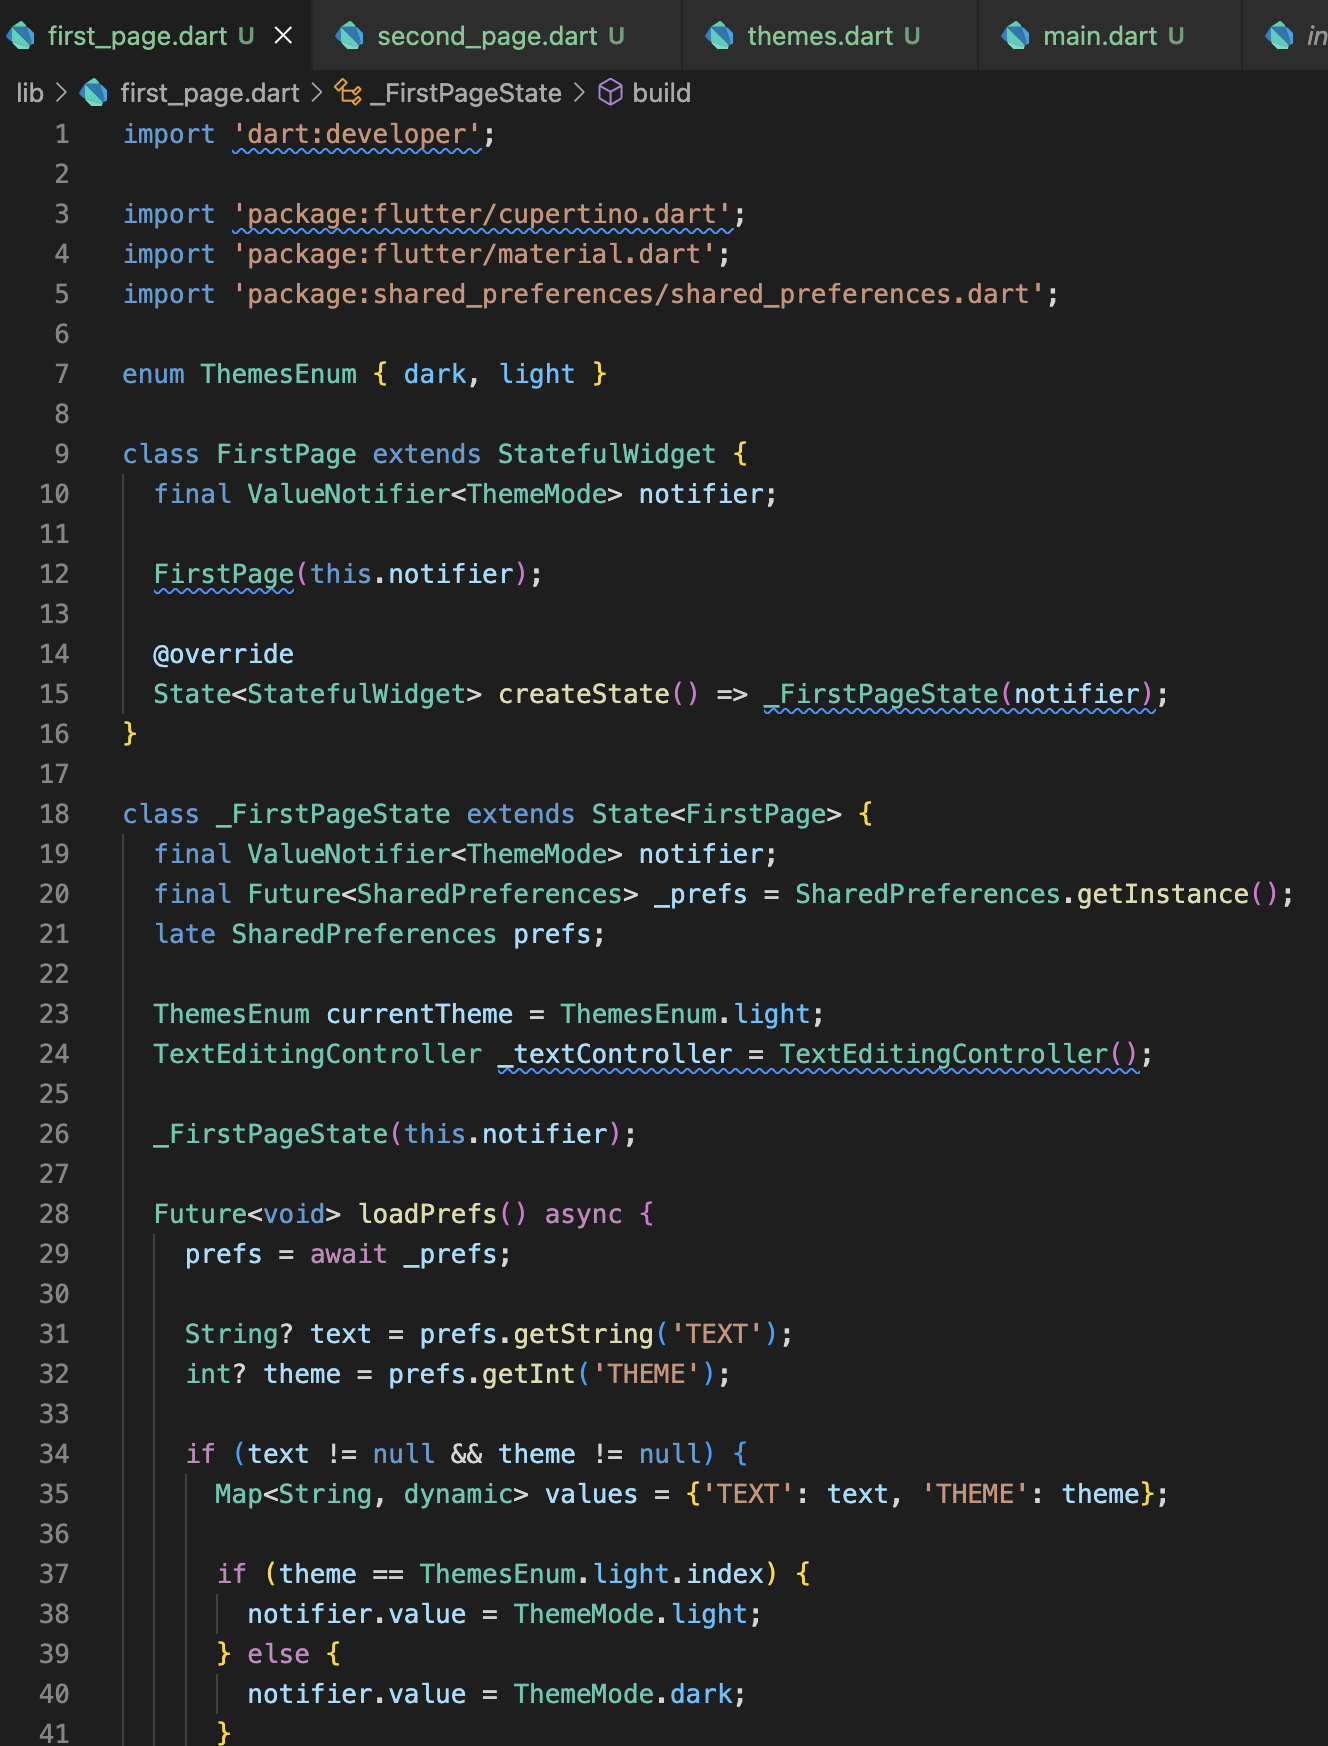 first_page.dart U
second_page.dart U
themes.dart U
main.dart U
in
lib > first_page.dart > _FirstPageState > build
1 import 'dart:developer';
2
3 import 'package:flutter/cupertino.dart';
4 import 'package:flutter/material.dart';
5 import 'package:shared_preferences/shared_preferences.dart';
6
7 enum ThemesEnum { dark, light }
8
9 class FirstPage extends StatefulWidget {
10 final ValueNotifier<ThemeMode> notifier;
11
12 FirstPage(this.notifier);
13
14 @override
15 State<StatefulWidget> createState() => _FirstPageState(notifier);
16 }
17
18 class _FirstPageState extends State<FirstPage> {
19 final ValueNotifier<ThemeMode> notifier;
20 final Future<SharedPreferences> _prefs = SharedPreferences.getInstance();
21 late SharedPreferences prefs;
22
23 ThemesEnum currentTheme = ThemesEnum.light;
24 TextEditingController _textController = TextEditingController();
25
26 _FirstPageState(this.notifier);
27
28 Future<void> loadPrefs() async {
29 prefs = await _prefs;
30
31 String? text = prefs.getString('TEXT');
32 int? theme = prefs.getInt('THEME');
33
34 if (text != null && theme != null) {
35 Map<String, dynamic> values = {'TEXT': text, 'THEME': theme};
36
37 if (theme == ThemesEnum.light.index) {
38 notifier.value = ThemeMode.light;
39 } else {
40 notifier.value = ThemeMode.dark;
41 }